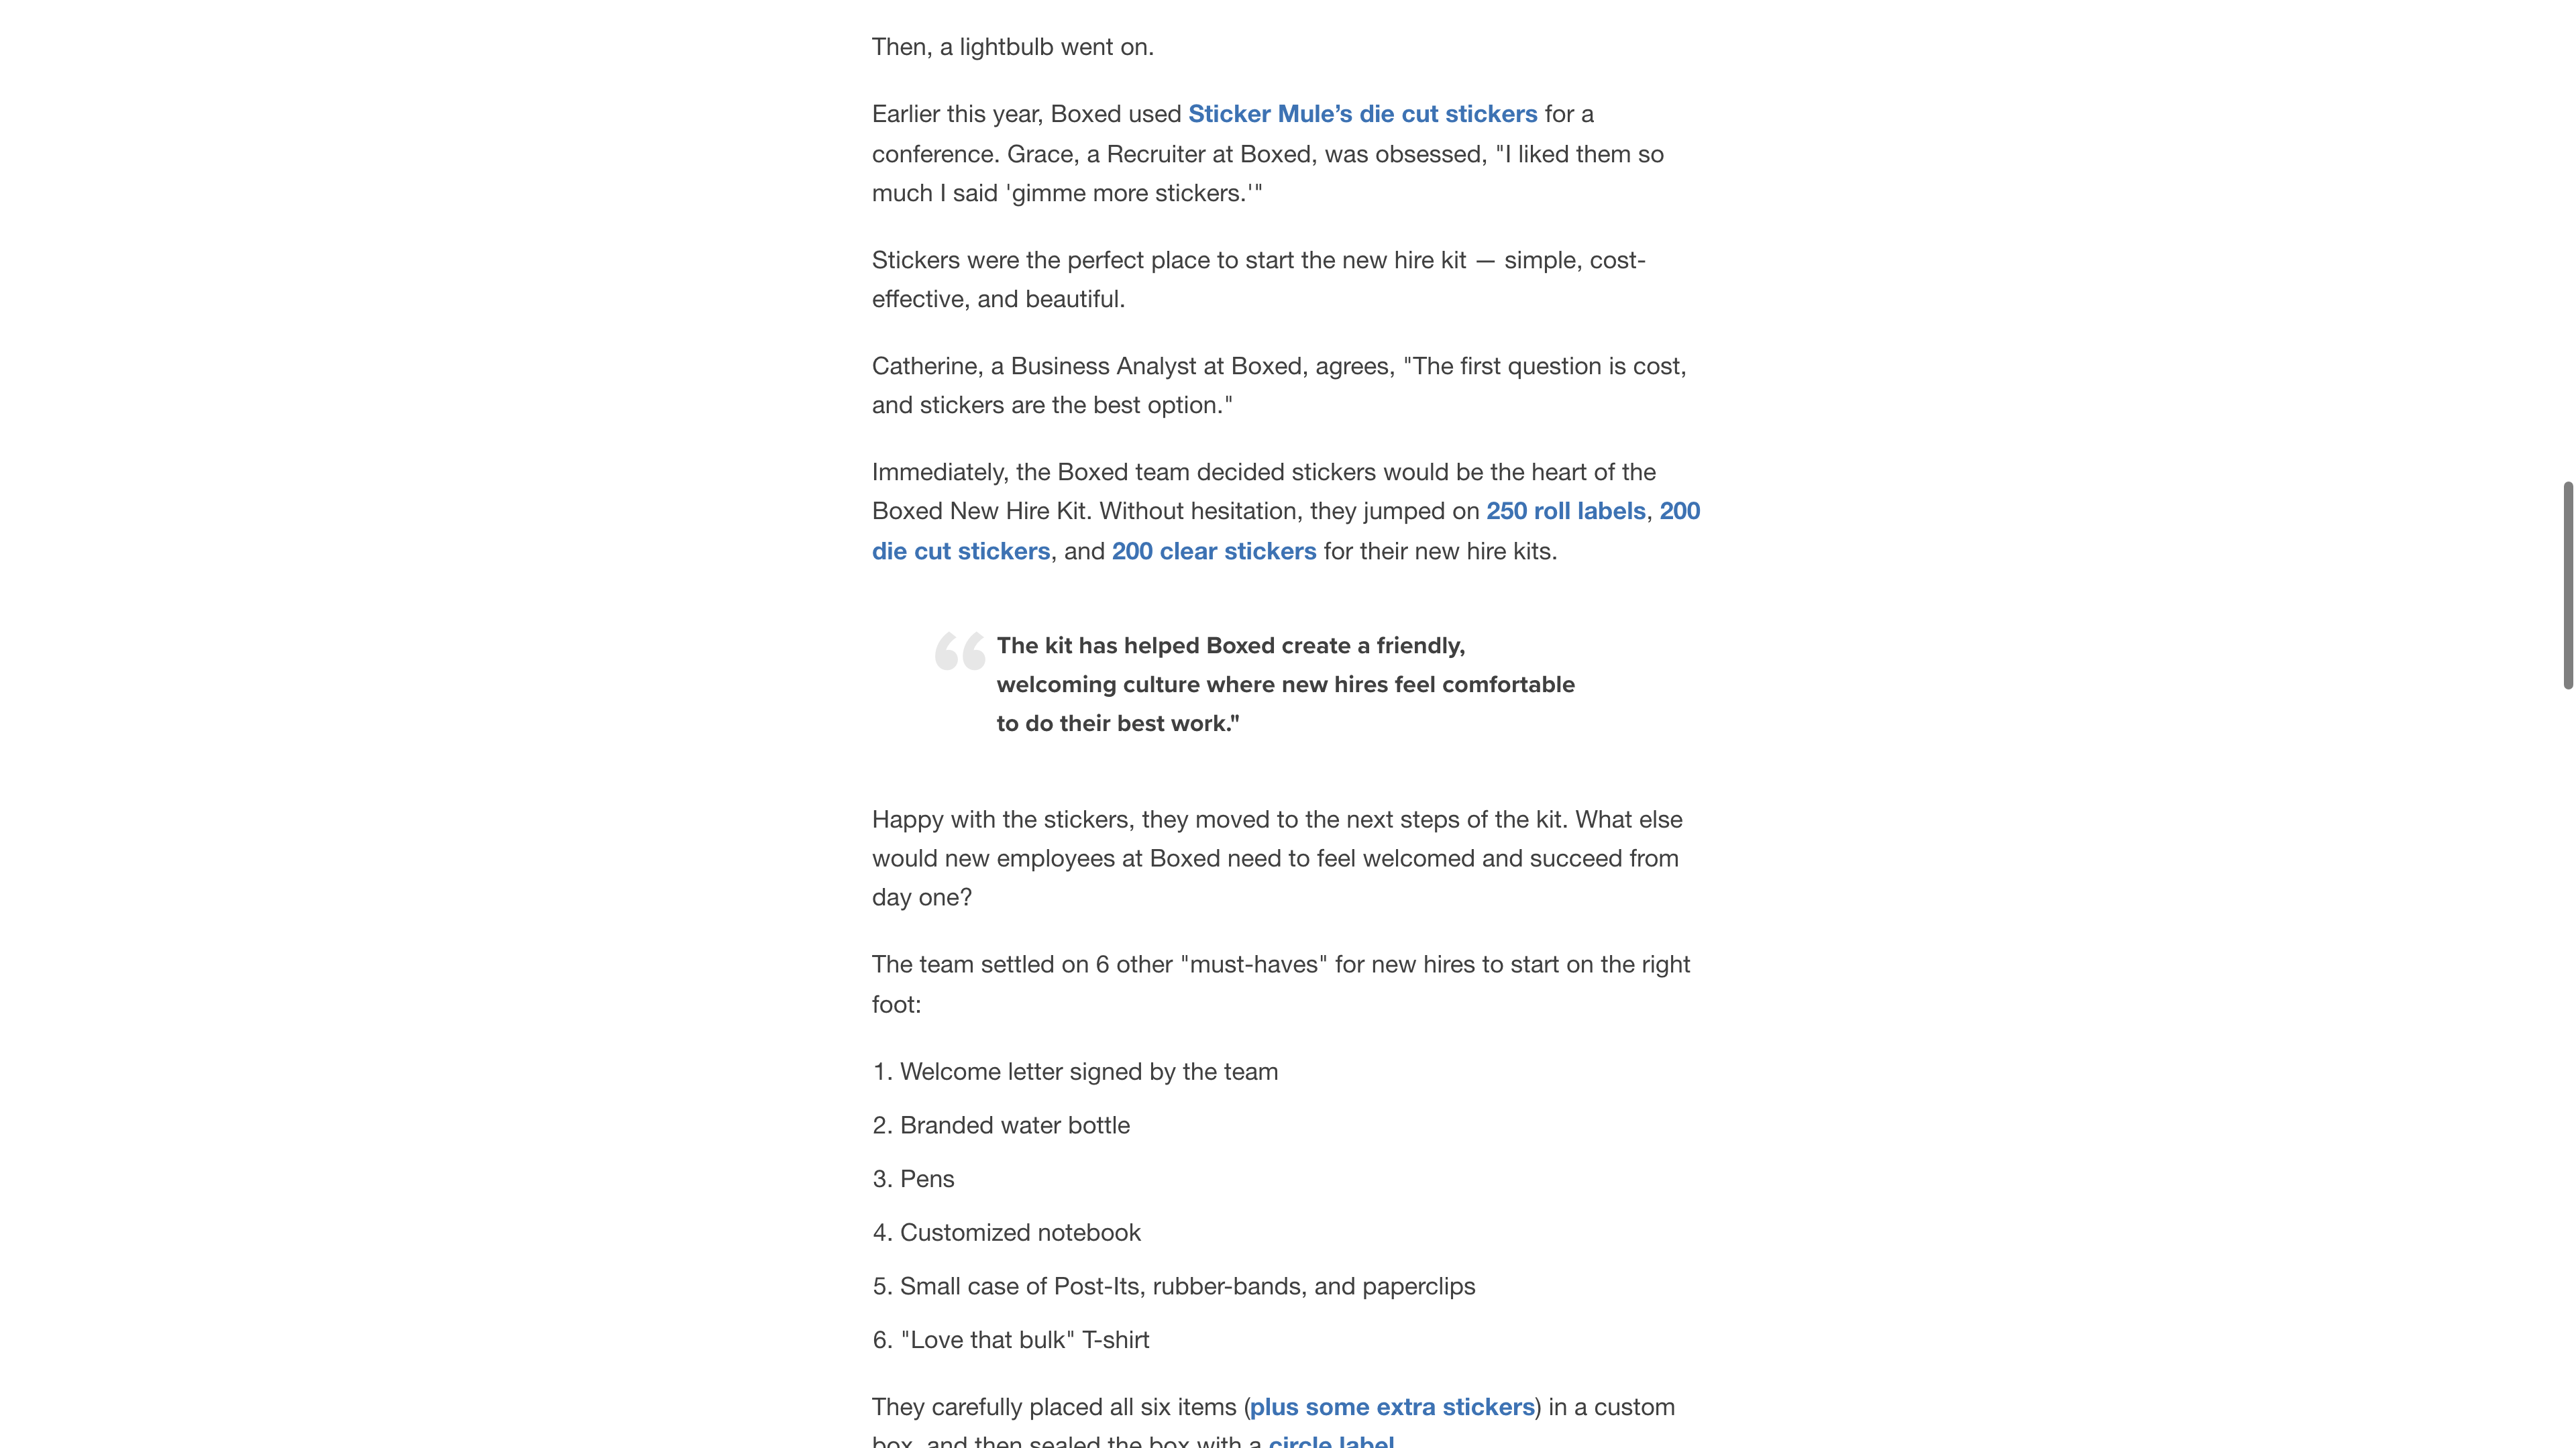 Then, a lightbulb went on.
Earlier this year, Boxed used Sticker Mule’s die cut stickers for a
conference. Grace, a Recruiter at Boxed, was obsessed, "I liked them so
much I said 'gimme more stickers.'"
Stickers were the perfect place to start the new hire kit — simple, cost-
effective, and beautiful.
Catherine, a Business Analyst at Boxed, agrees, "The first question is cost,
and stickers are the best option."
Immediately, the Boxed team decided stickers would be the heart of the
Boxed New Hire Kit. Without hesitation, they jumped on 250 roll labels, 200
die cut stickers, and 200 clear stickers for their new hire kits.
“The kit has helped Boxed create a friendly,
welcoming culture where new hires feel comfortable
to do their best work."
Happy with the stickers, they moved to the next steps of the kit. What else
would new employees at Boxed need to feel welcomed and succeed from
day one?
The team settled on 6 other "must-haves" for new hires to start on the right
foot:
1. Welcome letter signed by the team
2. Branded water bottle
3. Pens
4. Customized notebook
5. Small case of Post-Its, rubber-bands, and paperclips
6. "Love that bulk" T-shirt
They carefully placed all six items (plus some extra stickers) in a custom
box, and then sealed the box with a circle label.